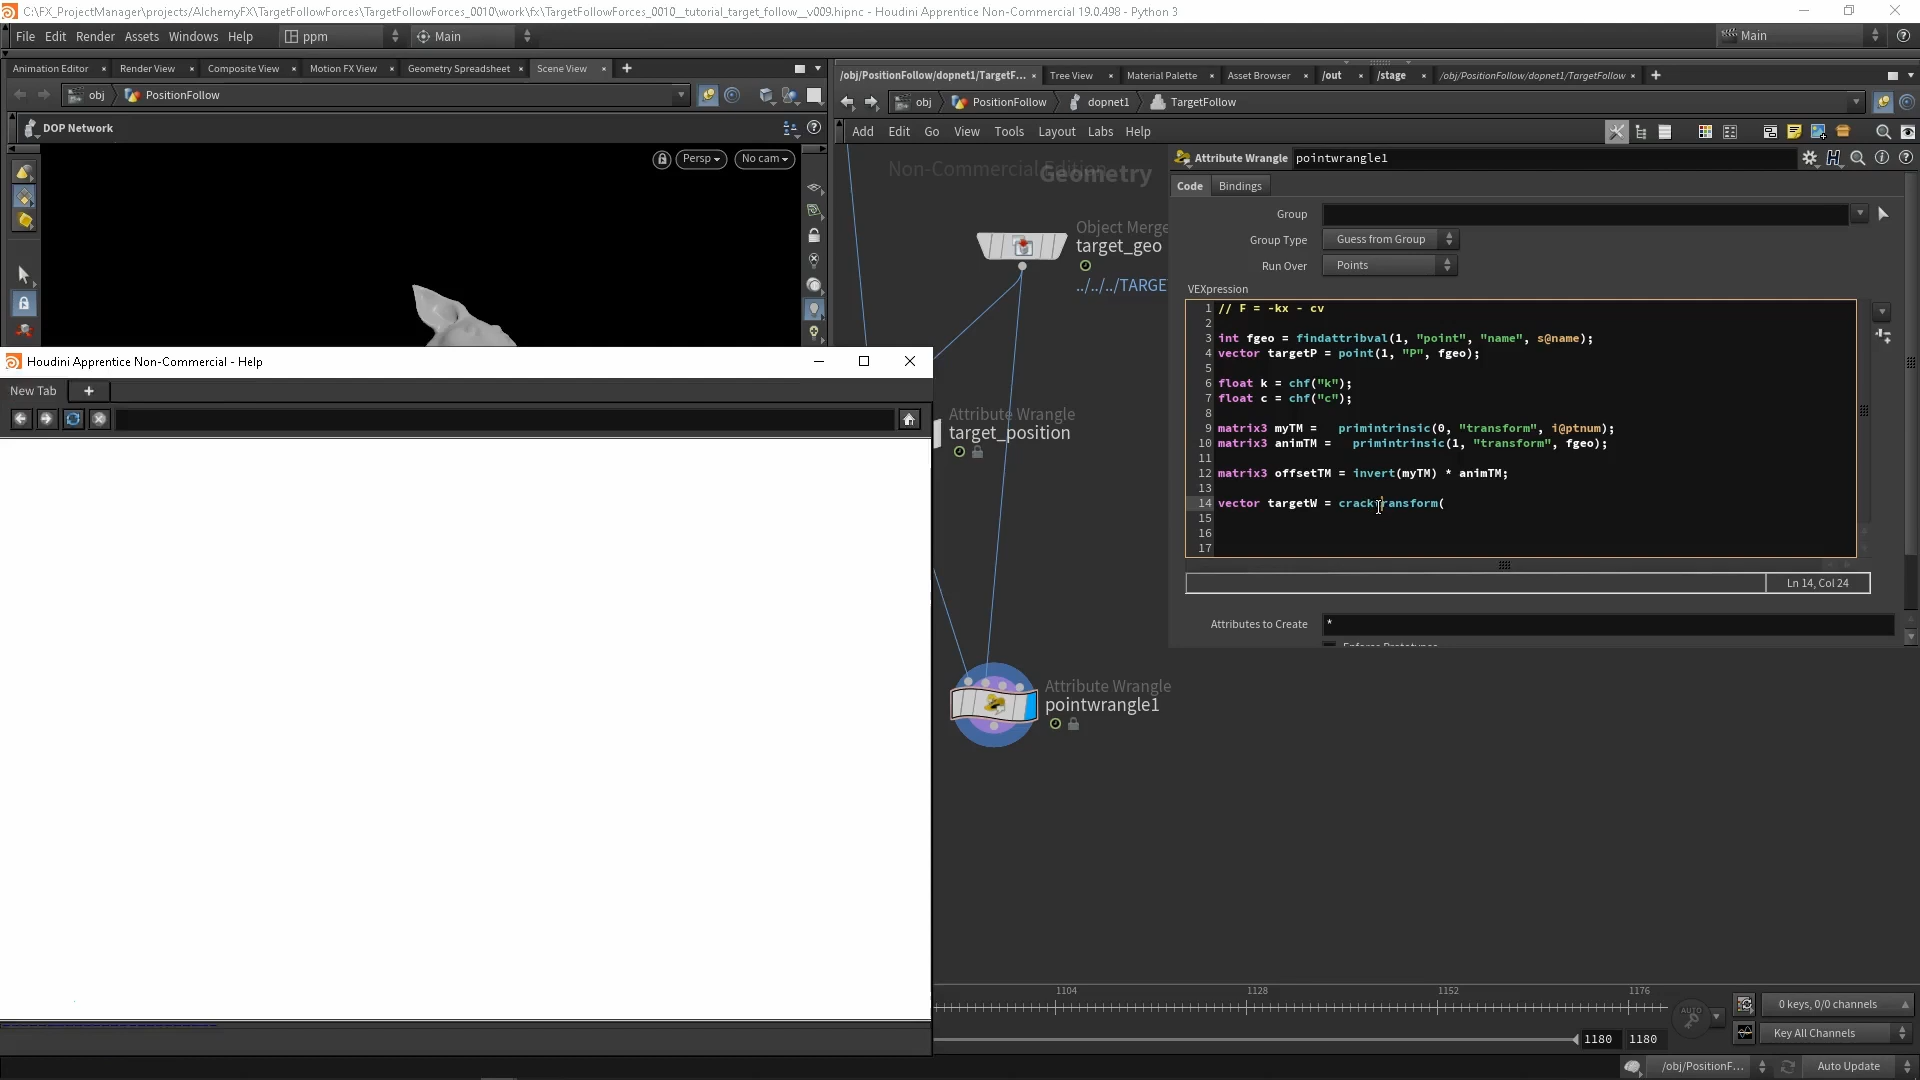 C:\FX_ProjectManager\projects\AlchemyFX\TargetFollowForces\TargetFollowForces_0010\work\fx\TargetFollowForces_0010__tutorial_target_follow__v009.hipnc - Houdini Apprentice Non-Commercial 19.0.498 - Python 3
File Edit Render Assets Windows Help ppm Main Main
Animation Editor Render View Composite View Motion FX View Geometry Spreadsheet Scene View
/obj/PositionFollow/dopnet1/TargetF... Tree View Material Palette Asset Browser /out /stage /obj/PositionFollow/dopnet1/TargetFollow
obj PositionFollow
obj PositionFollow dopnet1 TargetFollow
DOP Network
Add Edit Go View Tools Layout Labs Help
Persp No cam
Non-Commercial Edition
Geometry
Attribute Wrangle pointwrangle1
Code Bindings
Group
Group Type Guess from Group
Run Over Points
VEXpression
1 // F = -kx - cv
2
3 int fgeo = findattribval(1, "point", "name", s@name);
4 vector targetP = point(1, "P", fgeo);
5
6 float k = chf("k");
7 float c = chf("c");
8
9 matrix3 myTM = primintrinsic(0, "transform", i@ptnum);
10 matrix3 animTM = primintrinsic(1, "transform", fgeo);
11
12 matrix3 offsetTM = invert(myTM) * animTM;
13
14 vector targetW = cracktransform(
15
16
17
Ln 14, Col 24
Attributes to Create *
Object Merge
target_geo
../../../TARGE
Attribute Wrangle
target_position
Attribute Wrangle
pointwrangle1
Houdini Apprentice Non-Commercial - Help
New Tab
1104 1128 1152 1176
AUTO
0 keys, 0/0 channels
1180 1180
Key All Channels
/obj/PositionF... Auto Update